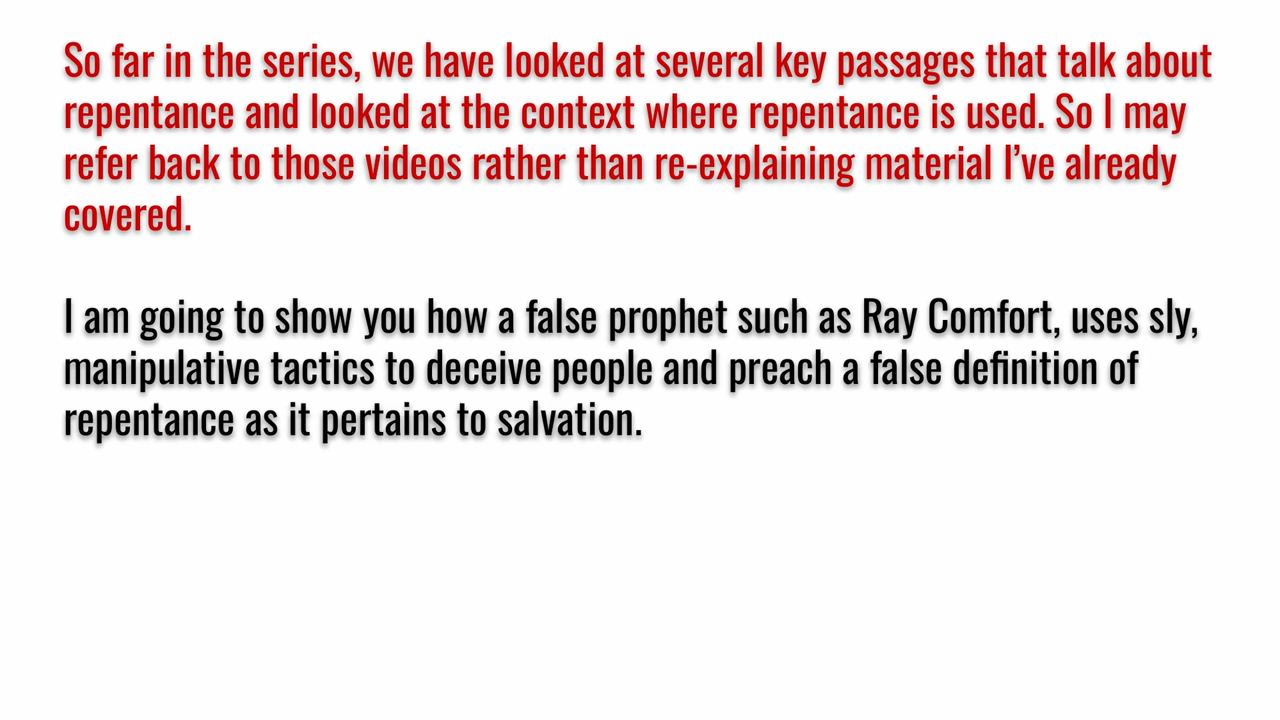 So far in the series, we have looked at several key passages that talk about
repentance and looked at the context where repentance is used. So I may
refer back to those videos rather than re-explaining material I’ve already
covered.
I am going to show you how a false prophet such as Ray Comfort, uses sly,
manipulative tactics to deceive people and preach a false definition of
repentance as it pertains to salvation.